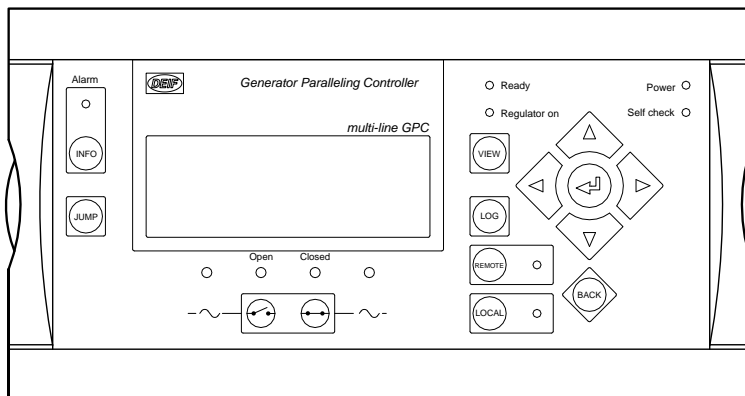 Alarm
DEIF
Generator Paralleling Controller
Ready
Power
Regulator on
Self check
multi-line GPC
INFO
VIEW
JUMP
LOG
Open
Closed
REMOTE
BACK
LOCAL